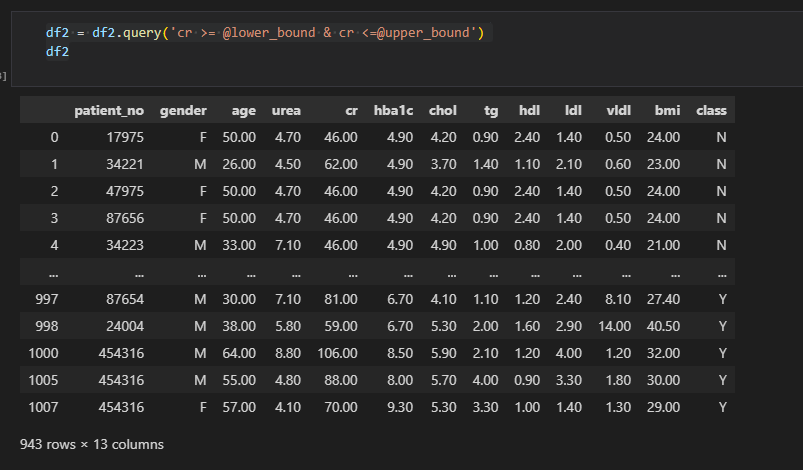 df2 = df2.query('cr >= @lower_bound & cr <=@upper_bound')
df2
patient_no gender age urea cr hba1c chol tg hdl ldl vldl bmi class
0 17975 F 50.00 4.70 46.00 4.90 4.20 0.90 2.40 1.40 0.50 24.00 N
1 34221 M 26.00 4.50 62.00 4.90 3.70 1.40 1.10 2.10 0.60 23.00 N
2 47975 F 50.00 4.70 46.00 4.90 4.20 0.90 2.40 1.40 0.50 24.00 N
3 87656 F 50.00 4.70 46.00 4.90 4.20 0.90 2.40 1.40 0.50 24.00 N
4 34223 M 33.00 7.10 46.00 4.90 4.90 1.00 0.80 2.00 0.40 21.00 N
... ... ... ... ... ... ... ... ... ... ... ... ... ...
997 87654 M 30.00 7.10 81.00 6.70 4.10 1.10 1.20 2.40 8.10 27.40 Y
998 24004 M 38.00 5.80 59.00 6.70 5.30 2.00 1.60 2.90 14.00 40.50 Y
1000 454316 M 64.00 8.80 106.00 8.50 5.90 2.10 1.20 4.00 1.20 32.00 Y
1005 454316 M 55.00 4.80 88.00 8.00 5.70 4.00 0.90 3.30 1.80 30.00 Y
1007 454316 F 57.00 4.10 70.00 9.30 5.30 3.30 1.00 1.40 1.30 29.00 Y
943 rows × 13 columns